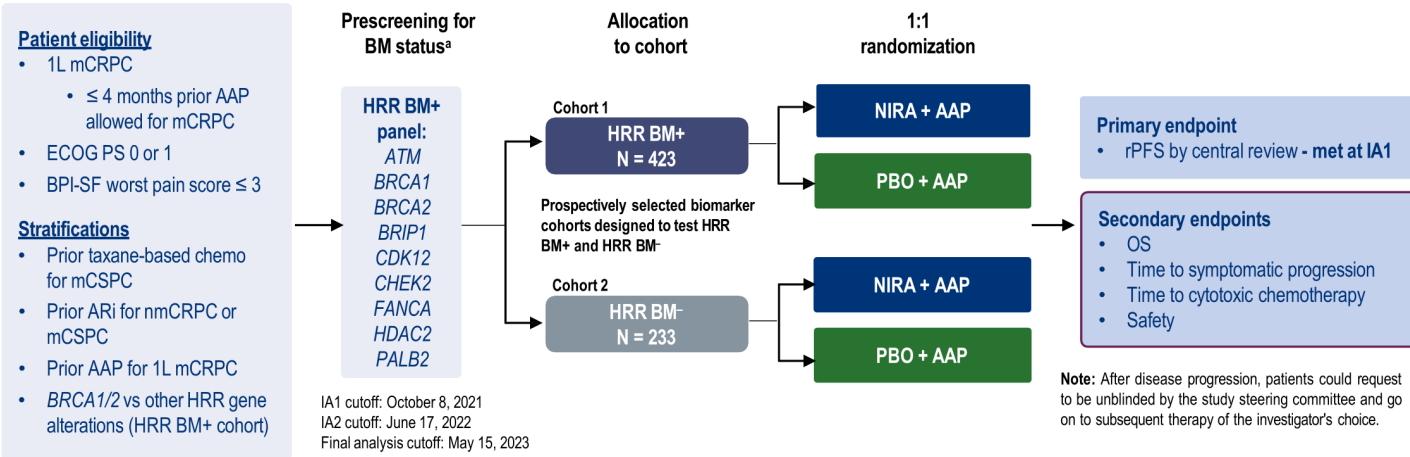 Patient eligibility
• 1L mCRPC
• ≤ 4 months prior AAP
allowed for mCRPC
• ECOG PS 0 or 1
• BPI-SF worst pain score ≤ 3
Stratifications
• Prior taxane-based chemo
for mCSPC
• Prior ARi for nmCRPC or
mCSPC
• Prior AAP for 1L mCRPC
• BRCA1/2 vs other HRR gene
alterations (HRR BM+ cohort)
Prescreening for
BM statusᵃ
HRR BM+
panel:
ATM
BRCA1
BRCA2
BRIP1
CDK12
CHEK2
FANCA
HDAC2
PALB2
IA1 cutoff: October 8, 2021
IA2 cutoff: June 17, 2022
Final analysis cutoff: May 15, 2023
Allocation
to cohort
Cohort 1
HRR BM+
N = 423
Prospectively selected biomarker
cohorts designed to test HRR
BM+ and HRR BM⁻
Cohort 2
HRR BM⁻
N = 233
1:1
randomization
NIRA + AAP
PBO + AAP
NIRA + AAP
PBO + AAP
Primary endpoint
• rPFS by central review - met at IA1
Secondary endpoints
• OS
• Time to symptomatic progression
• Time to cytotoxic chemotherapy
• Safety
Note: After disease progression, patients could request
to be unblinded by the study steering committee and go
on to subsequent therapy of the investigator's choice.